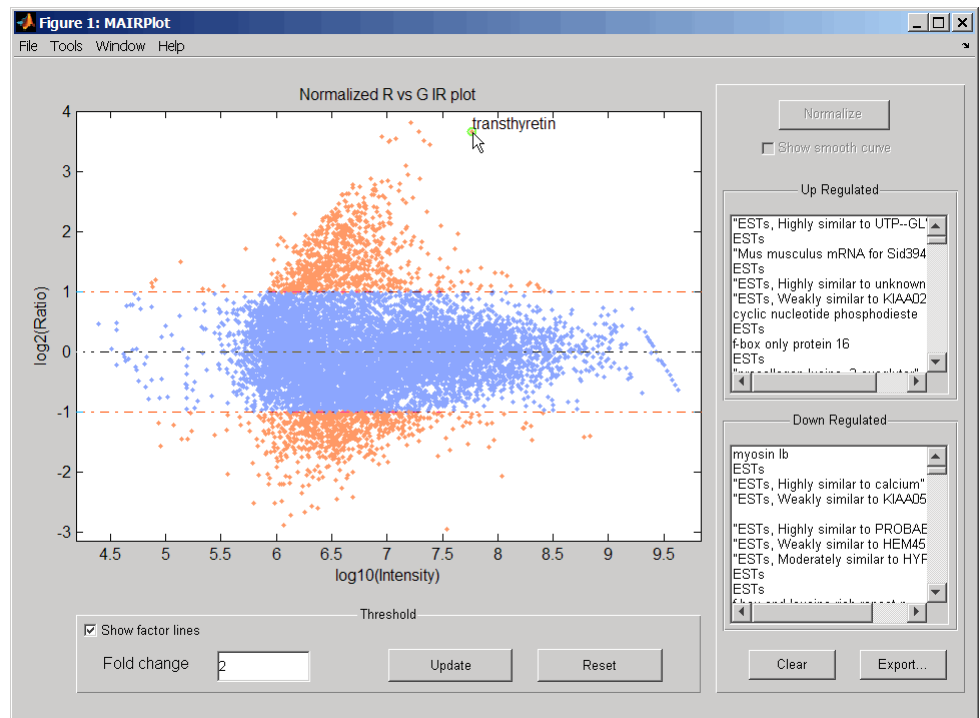 Figure 1: MAIRPlot
File Tools Window Help
Normalized R vs G IR plot
transthyretin
4
3
2
1
0
-1
-2
-3
log2(Ratio)
4.5 5 5.5 6 6.5 7 7.5 8 8.5 9 9.5
log10(Intensity)
Normalize
Show smooth curve
Up Regulated
"ESTs, Highly similar to UTP--GL"
ESTs
"Mus musculus mRNA for Sid394
ESTs
"ESTs, Highly similar to unknown
"ESTs, Weakly similar to KIAA02
cyclic nucleotide phosphodieste
ESTs
f-box only protein 16
ESTs
Down Regulated
myosin Ib
ESTs
"ESTs, Highly similar to calcium"
"ESTs, Weakly similar to KIAA05
"ESTs, Highly similar to PROBAE
"ESTs, Weakly similar to HEM45
"ESTs, Moderately similar to HYF
ESTs
ESTs
Threshold
Show factor lines
Fold change 2 Update Reset
Clear Export...